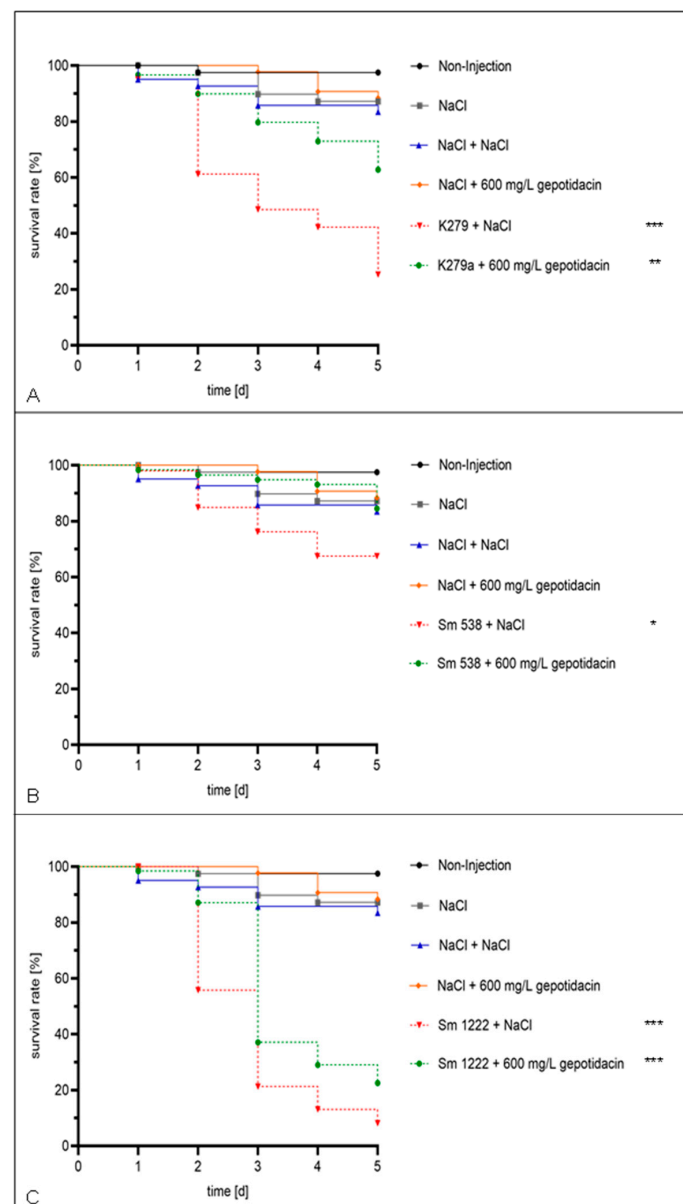 100
80
60
40
20
0
survival rate [%]
0 1 2 3 4 5
time [d]
Non-Injection
NaCl
NaCl + NaCl
NaCl + 600 mg/L gepotidacin
K279 + NaCl ***
K279a + 600 mg/L gepotidacin **
A
100
80
60
40
20
0
survival rate [%]
0 1 2 3 4 5
time [d]
Non-Injection
NaCl
NaCl + NaCl
NaCl + 600 mg/L gepotidacin
Sm 538 + NaCl *
Sm 538 + 600 mg/L gepotidacin
B
100
80
60
40
20
0
survival rate [%]
0 1 2 3 4 5
time [d]
Non-Injection
NaCl
NaCl + NaCl
NaCl + 600 mg/L gepotidacin
Sm 1222 + NaCl ***
Sm 1222 + 600 mg/L gepotidacin ***
C